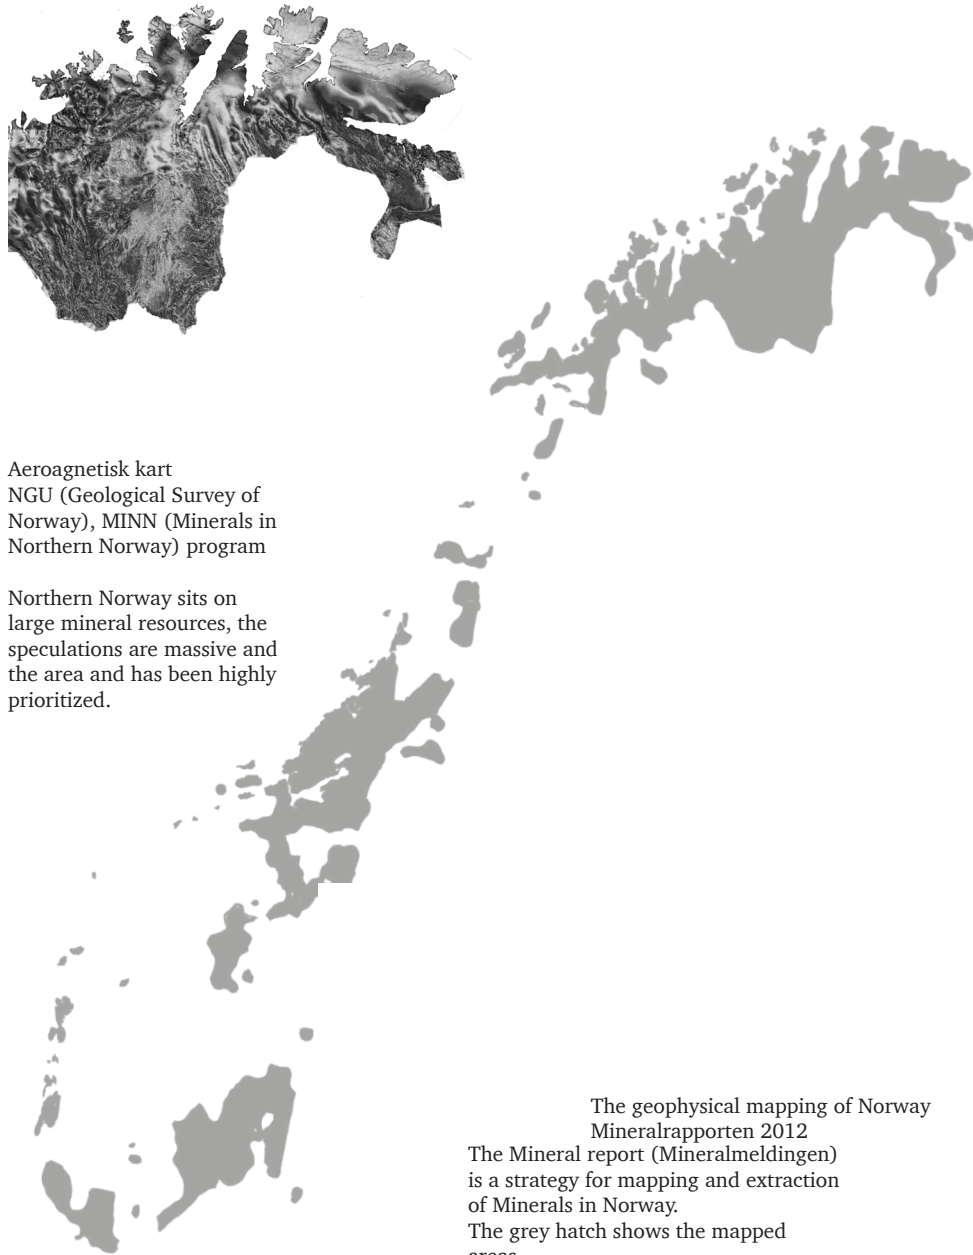 Aeroagnetisk kart
NGU (Geological Survey of
Norway), MINN (Minerals in
Northern Norway) program
Northern Norway sits on
large mineral resources, the
speculations are massive and
the area and has been highly
prioritized.
The geophysical mapping of Norway
Mineralrapporten 2012
The Mineral report (Mineralmeldingen)
is a strategy for mapping and extraction
of Minerals in Norway.
The grey hatch shows the mapped
areas